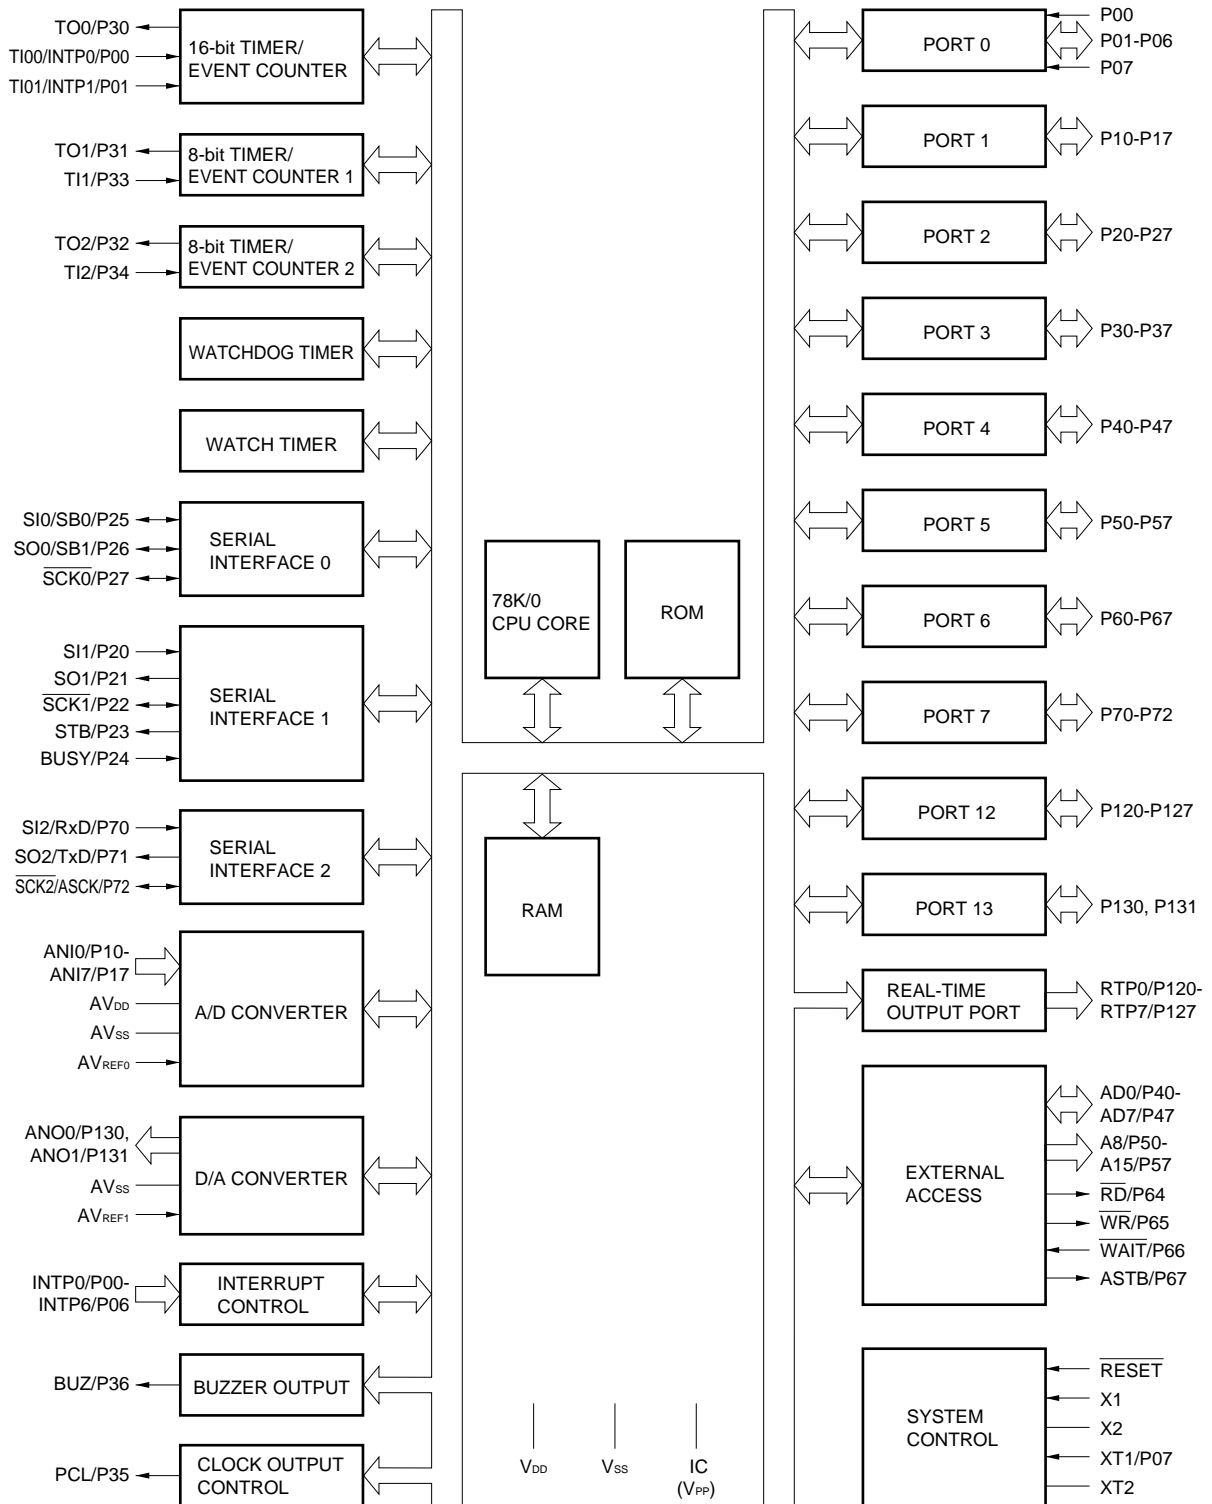 TO0/P30
TI00/INTP0/P00
TI01/INTP1/P01
16-bit TIMER/
EVENT COUNTER
TO1/P31
TI1/P33
8-bit TIMER/
EVENT COUNTER 1
TO2/P32
TI2/P34
8-bit TIMER/
EVENT COUNTER 2
WATCHDOG TIMER
WATCH TIMER
SI0/SB0/P25
SO0/SB1/P26
SCK0/P27
SERIAL
INTERFACE 0
SI1/P20
SO1/P21
SCK1/P22
STB/P23
BUSY/P24
SERIAL
INTERFACE 1
SI2/RxD/P70
SO2/TxD/P71
SCK2/ASCK/P72
SERIAL
INTERFACE 2
ANI0/P10-
ANI7/P17
AVDD
AVSS
AVREF0
A/D CONVERTER
ANO0/P130,
ANO1/P131
AVSS
AVREF1
D/A CONVERTER
INTP0/P00-
INTP6/P06
INTERRUPT
CONTROL
BUZ/P36
BUZZER OUTPUT
PCL/P35
CLOCK OUTPUT
CONTROL
78K/0
CPU CORE
ROM
RAM
VDD
VSS
IC
(VPP)
PORT 0
P00
P01-P06
P07
PORT 1
P10-P17
PORT 2
P20-P27
PORT 3
P30-P37
PORT 4
P40-P47
PORT 5
P50-P57
PORT 6
P60-P67
PORT 7
P70-P72
PORT 12
P120-P127
PORT 13
P130, P131
REAL-TIME
OUTPUT PORT
RTP0/P120-
RTP7/P127
EXTERNAL
ACCESS
AD0/P40-
AD7/P47
A8/P50-
A15/P57
RD/P64
WR/P65
WAIT/P66
ASTB/P67
SYSTEM
CONTROL
RESET
X1
X2
XT1/P07
XT2